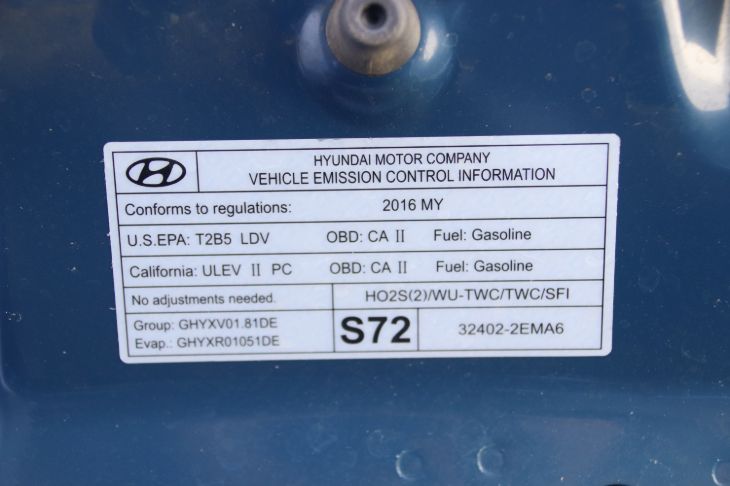 HYUNDAI MOTOR COMPANY
VEHICLE EMISSION CONTROL INFORMATION
Conforms to regulations: 2016 MY
U.S.EPA: T2B5 LDV OBD: CA II Fuel: Gasoline
California: ULEV II PC OBD: CA II Fuel: Gasoline
No adjustments needed. HO2S(2)/WU-TWC/TWC/SFI
Group: GHYXV01.81DE
Evap.: GHYXR01051DE
S72
32402-2EMA6